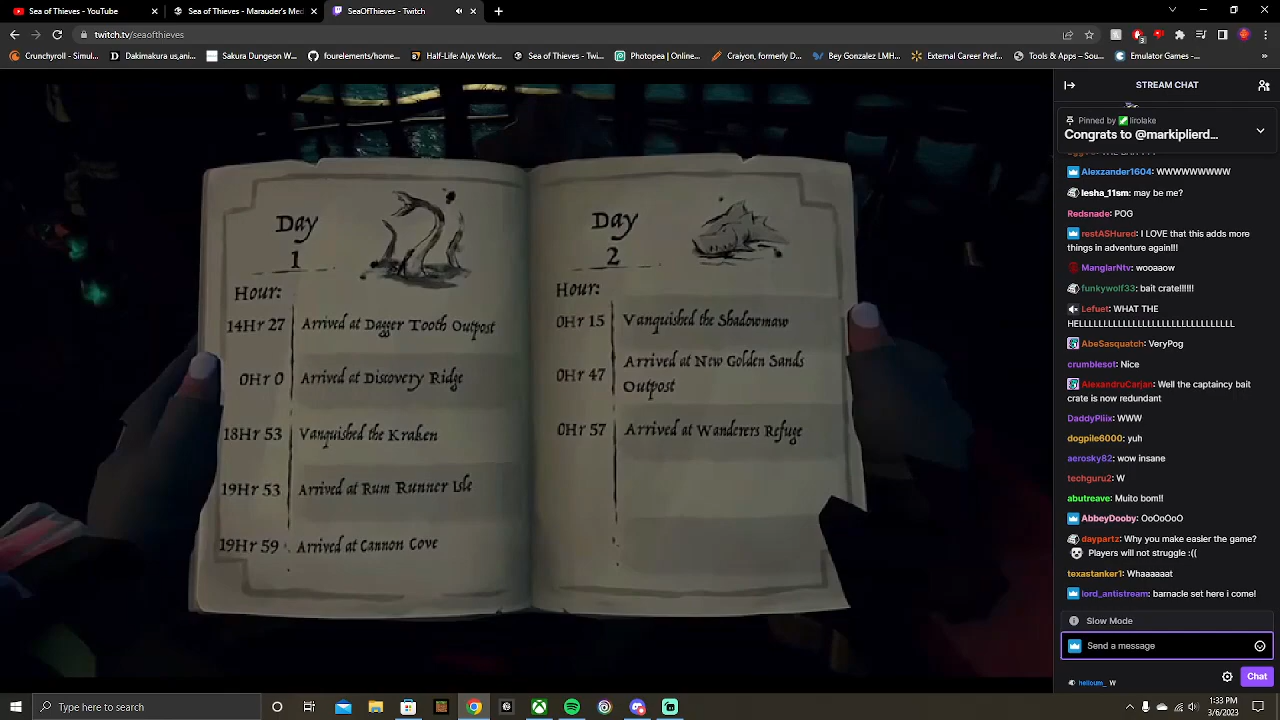 Sea of Thieves - YouTube
Sea of Thieves - Marauder's Med
SeaOfThieves - Twitch
twitch.tv/seaofthieves
Crunchyroll - Simul...
Dakimakura us,ani...
Sakura Dungeon W...
fourelements/home...
Half-Life Alyx Work...
Sea of Thieves - Twi...
Photopea | Online...
Craiyon, formerly D...
Bey Gonzalez LMH...
External Career Pref...
Tools & Apps – Sou...
Emulator Games -...
Day
1
Hour:
14Hr 27 Arrived at Dagger Tooth Outpost
0Hr 0 Arrived at Discovery Ridge
18Hr 53 Vanquished the Kraken
19Hr 53 Arrived at Rum Runner Isle
19Hr 59 Arrived at Cannon Cove
Day
2
Hour:
0Hr 15 Vanquished the Shadowmaw
0Hr 47 Arrived at New Golden Sands
Outpost
0Hr 57 Arrived at Wanderers Refuge
STREAM CHAT
Pinned by lirolake
Congrats to @markiplierd...
Alexzander1604: WWWWWWWWW
lesha_11sm: may be me?
Redsnade: POG
restASHured: I LOVE that this adds more
things in adventure again!!!
ManglarNtv: wooaaow
funkywolf33: bait crate!!!!!!
Lefuet: WHAT THE
HELLLLLLLLLLLLLLLLLLLLLLLLLLL
AbeSasquatch: VeryPog
crumblesof: Nice
AlexandruCarjan: Well the captaincy bait
crate is now redundant
DaddyPliix: WWW
dogpile6000: yuh
aerosky82: wow insane
techguru2: W
abutreave: Muito bom!!
AbbeyDooby: OoOoOoO
daypartz: Why you make easier the game?
Players will not struggle :((
texastanker1: Whaaaaaat
lord_antistream: barnacle set here i come!
Slow Mode
Send a message
helloum_ W
Chat
Type here to search
1:33 PM
3/6/2023